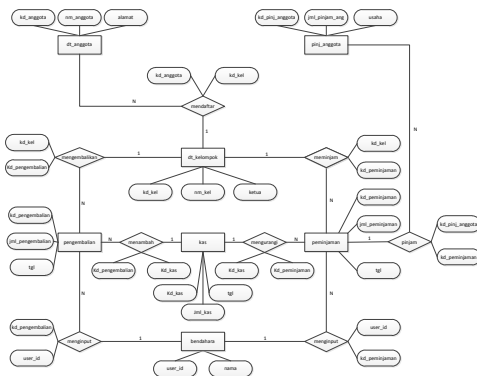 kd_anggota nm_anggota alamat kd_pinj_anggota jml_pinjam_ang usaha
dt_anggota pinj_anggota
kd_anggota kd_kel
N mendaftar
N
1
kd_kel kd_kel
mengembalikan 1 dt_kelompok 1 meminjam
Kd_pengembalian kd_peminjaman
kd_kel nm_kel ketua
N N
kd_peminjaman
kd_pengembalian kd_pinj_anggota
jml_peminjaman
jml_pengembalian pengembalian N menambah 1 kas 1 mengurangi N peminjaman 1 pinjam
kd_peminjaman
tgl Kd_pengembalian Kd_kas Kd_kas Kd_peminjaman tgl
Kd_kas tgl
N N
Jml_kas
kd_pengembalian user_id
menginput 1 bendahara 1 menginput
user_id kd_peminjaman
user_id nama